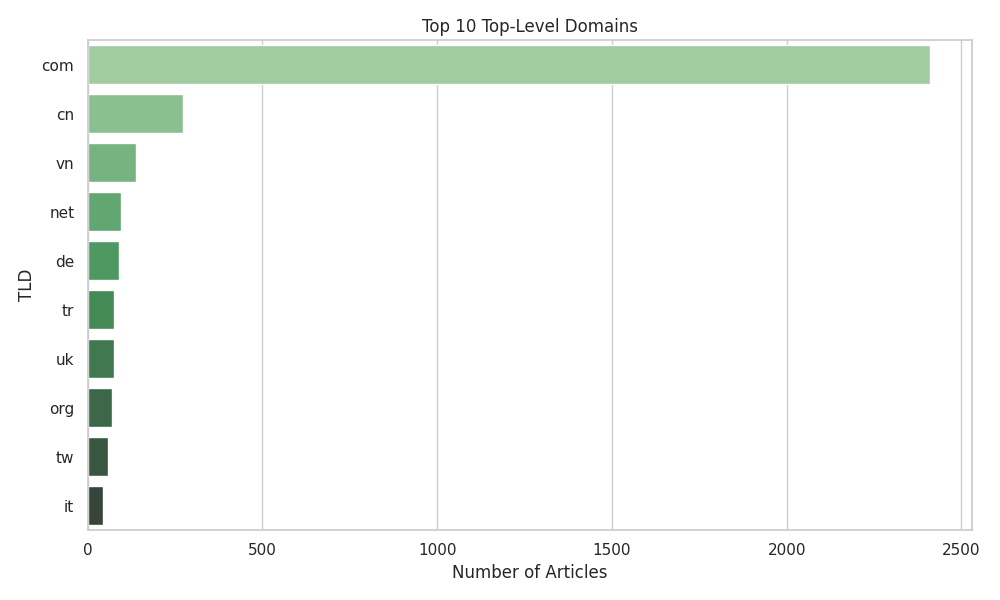 Top 10 Top-Level Domains
com
cn
vn
net
de
tr
uk
org
tw
it
TLD
0 500 1000 1500 2000 2500
Number of Articles